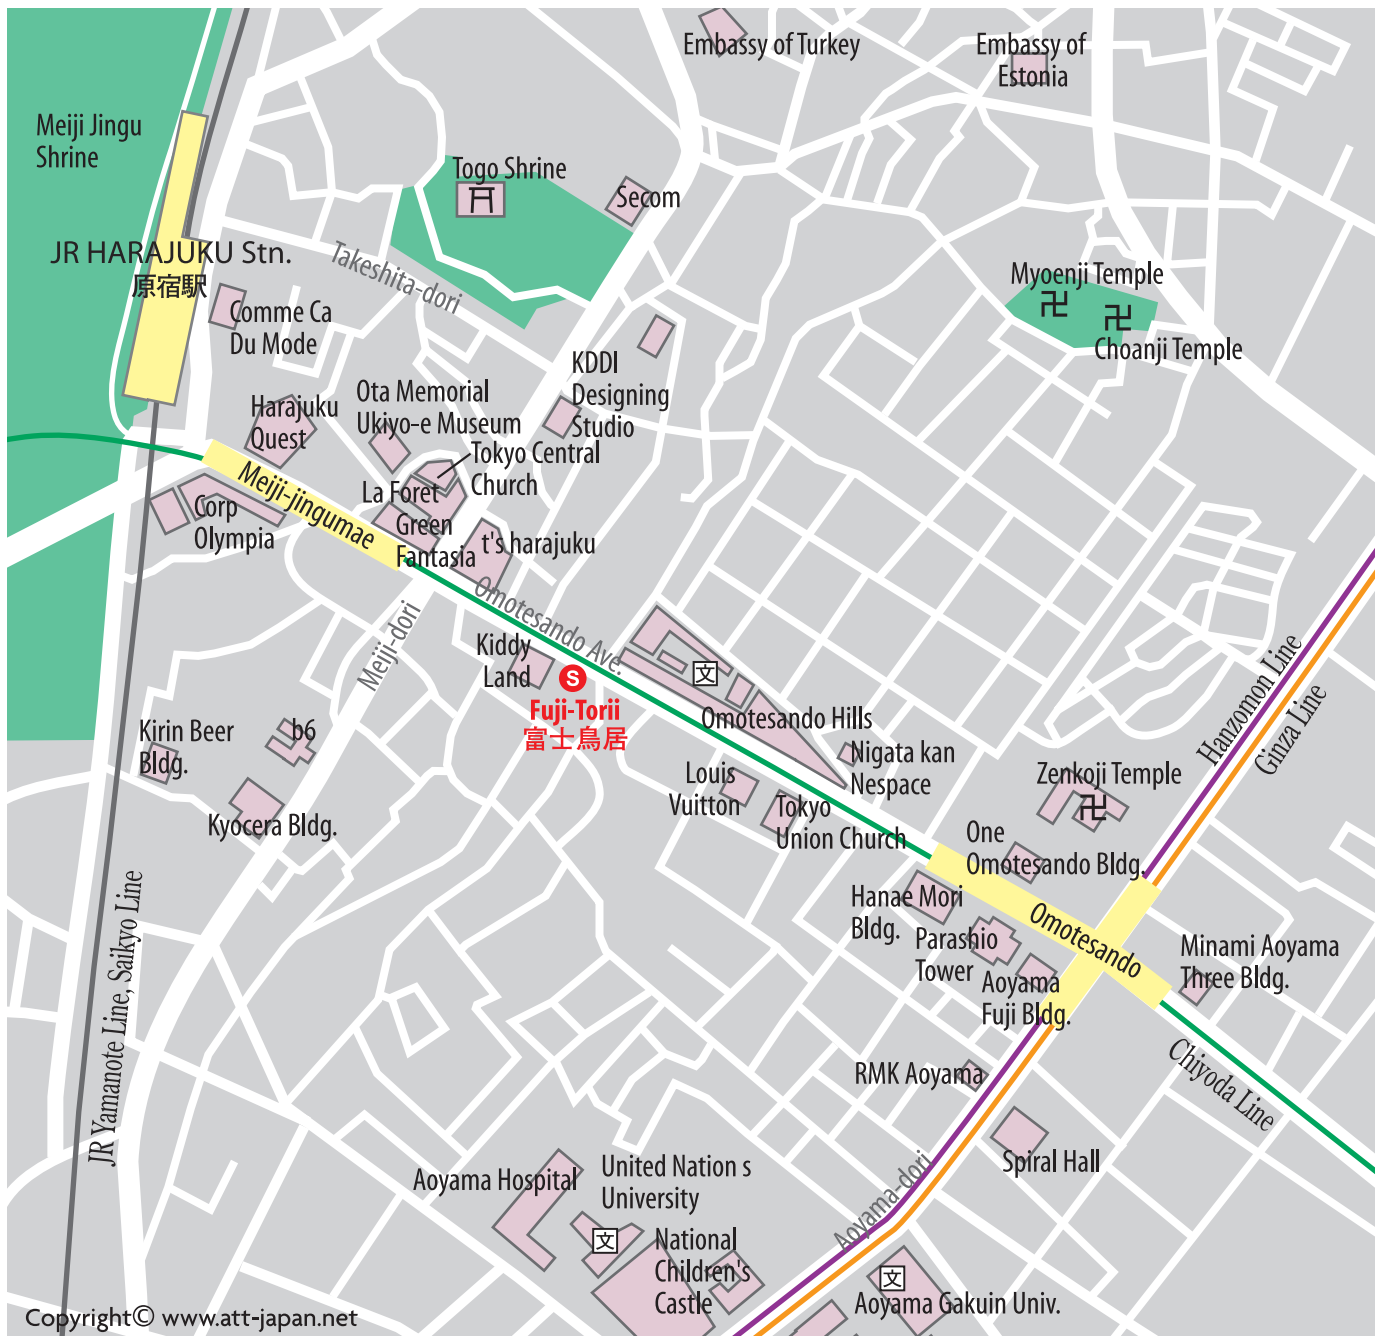 Embassy of Turkey
Embassy of
Estonia
Meiji Jingu
Shrine
Togo Shrine
Secom
JR HARAJUKU Stn.
原宿駅
Takeshita-dori
Myoenji Temple
卍
卍
Choanji Temple
Comme Ca
Du Mode
KDDI
Designing
Studio
Ota Memorial
Ukiyo-e Museum
Harajuku
Quest
Tokyo Central
Church
Meiji-jingumae
La Foret
Green
Fantasia
Corp
Olympia
t's harajuku
Omotesando Ave.
Meiji-dori
Kiddy
Land
S
Fuji-Torii
富士鳥居
文
Omotesando Hills
Hanzomon Line
Ginza Line
Kirin Beer
Bldg.
b6
Kyocera Bldg.
Louis
Vuitton
Nigata kan
Nespace
Tokyo
Union Church
Zenkoji Temple
卍
One
Omotesando Bldg.
Hanae Mori
Bldg.
Parashio
Tower
Omotesando
Aoyama
Fuji Bldg.
Minami Aoyama
Three Bldg.
JR Yamanote Line, Saikyo Line
RMK Aoyama
Chiyoda Line
Spiral Hall
Aoyama-dori
Aoyama Hospital
United Nation s
University
文
National
Children's
Castle
文
Aoyama Gakuin Univ.
Copyright© www.att-japan.net